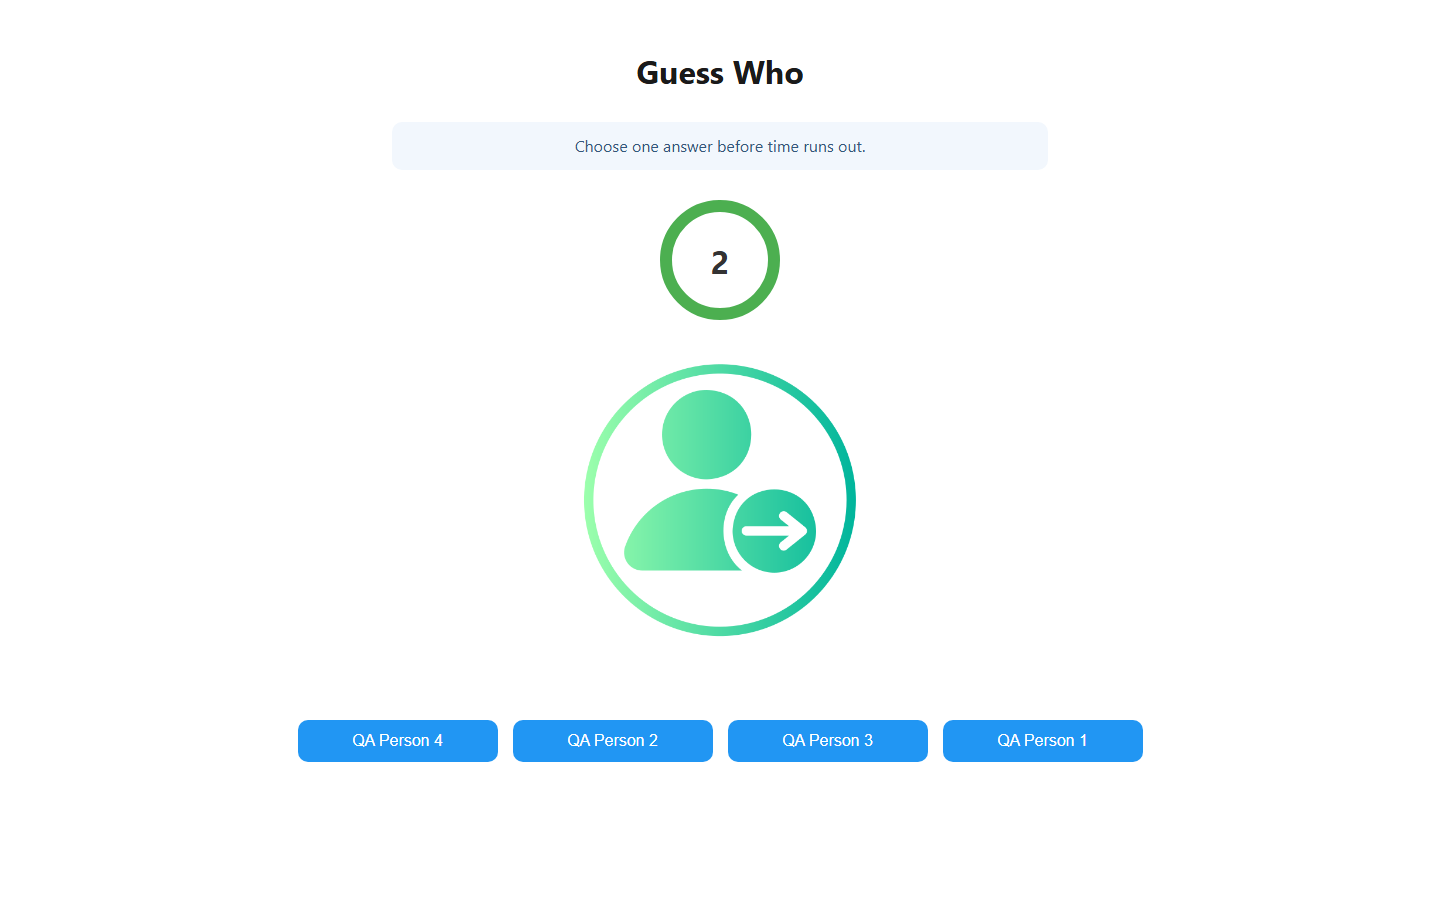 Guess Who
Choose one answer before time runs out.
2
QA Person 4
QA Person 2
QA Person 3
QA Person 1